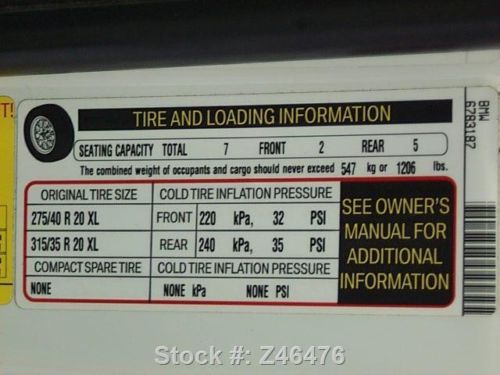 TIRE AND LOADING INFORMATION
SEATING CAPACITY TOTAL 7 FRONT 2 REAR 5
The combined weight of occupants and cargo should never exceed 547 kg or 1206 lbs.
ORIGINAL TIRE SIZE COLD TIRE INFLATION PRESSURE
275/40 R 20 XL FRONT 220 kPa, 32 PSI
315/35 R 20 XL REAR 240 kPa, 35 PSI
COMPACT SPARE TIRE COLD TIRE INFLATION PRESSURE
NONE NONE kPa NONE PSI
SEE OWNER'S
MANUAL FOR
ADDITIONAL
INFORMATION
BMW
6783187
Stock #: Z46476